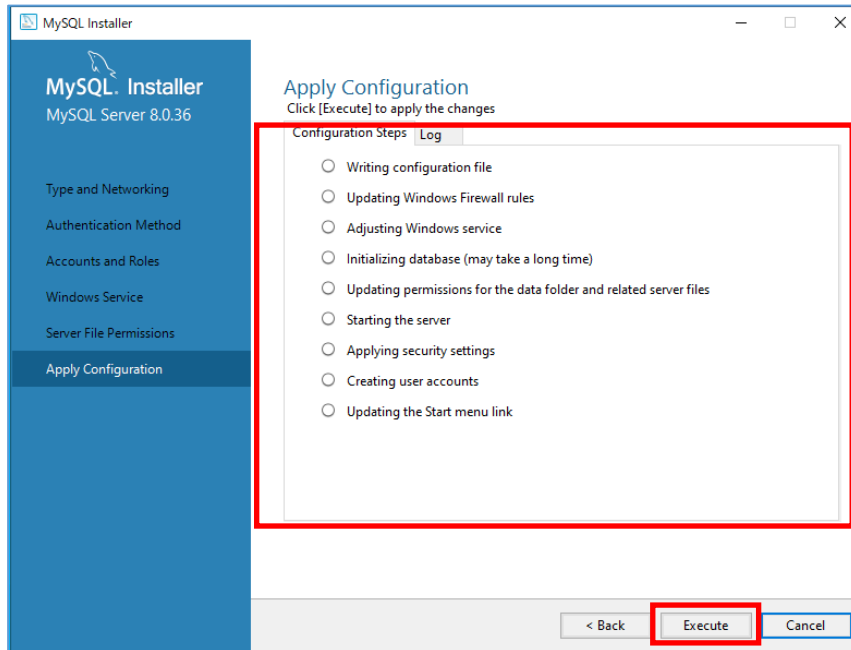 MySQL Installer
MySQL. Installer
MySQL Server 8.0.36
Type and Networking
Authentication Method
Accounts and Roles
Windows Service
Server File Permissions
Apply Configuration
Apply Configuration
Click [Execute] to apply the changes
Configuration Steps Log
Writing configuration file
Updating Windows Firewall rules
Adjusting Windows service
Initializing database (may take a long time)
Updating permissions for the data folder and related server files
Starting the server
Applying security settings
Creating user accounts
Updating the Start menu link
< Back Execute Cancel